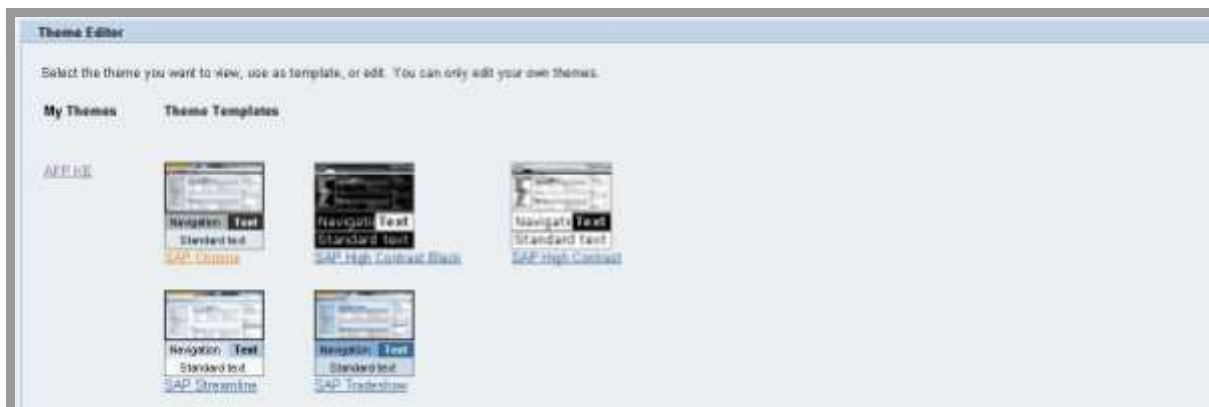 Theme Editor
Select the theme you want to view, use as template, or edit. You can only edit your own themes.
My Themes Theme Templates
Navigation Text
Standard text
SAP Chrome
Navigati Text
Standard text
SAP High Contrast Black
Navigati Text
Standard text
SAP High Contrast
Navigation Text
Standard text
SAP Streamline
Navigation Text
Standard text
SAP Tradeshow